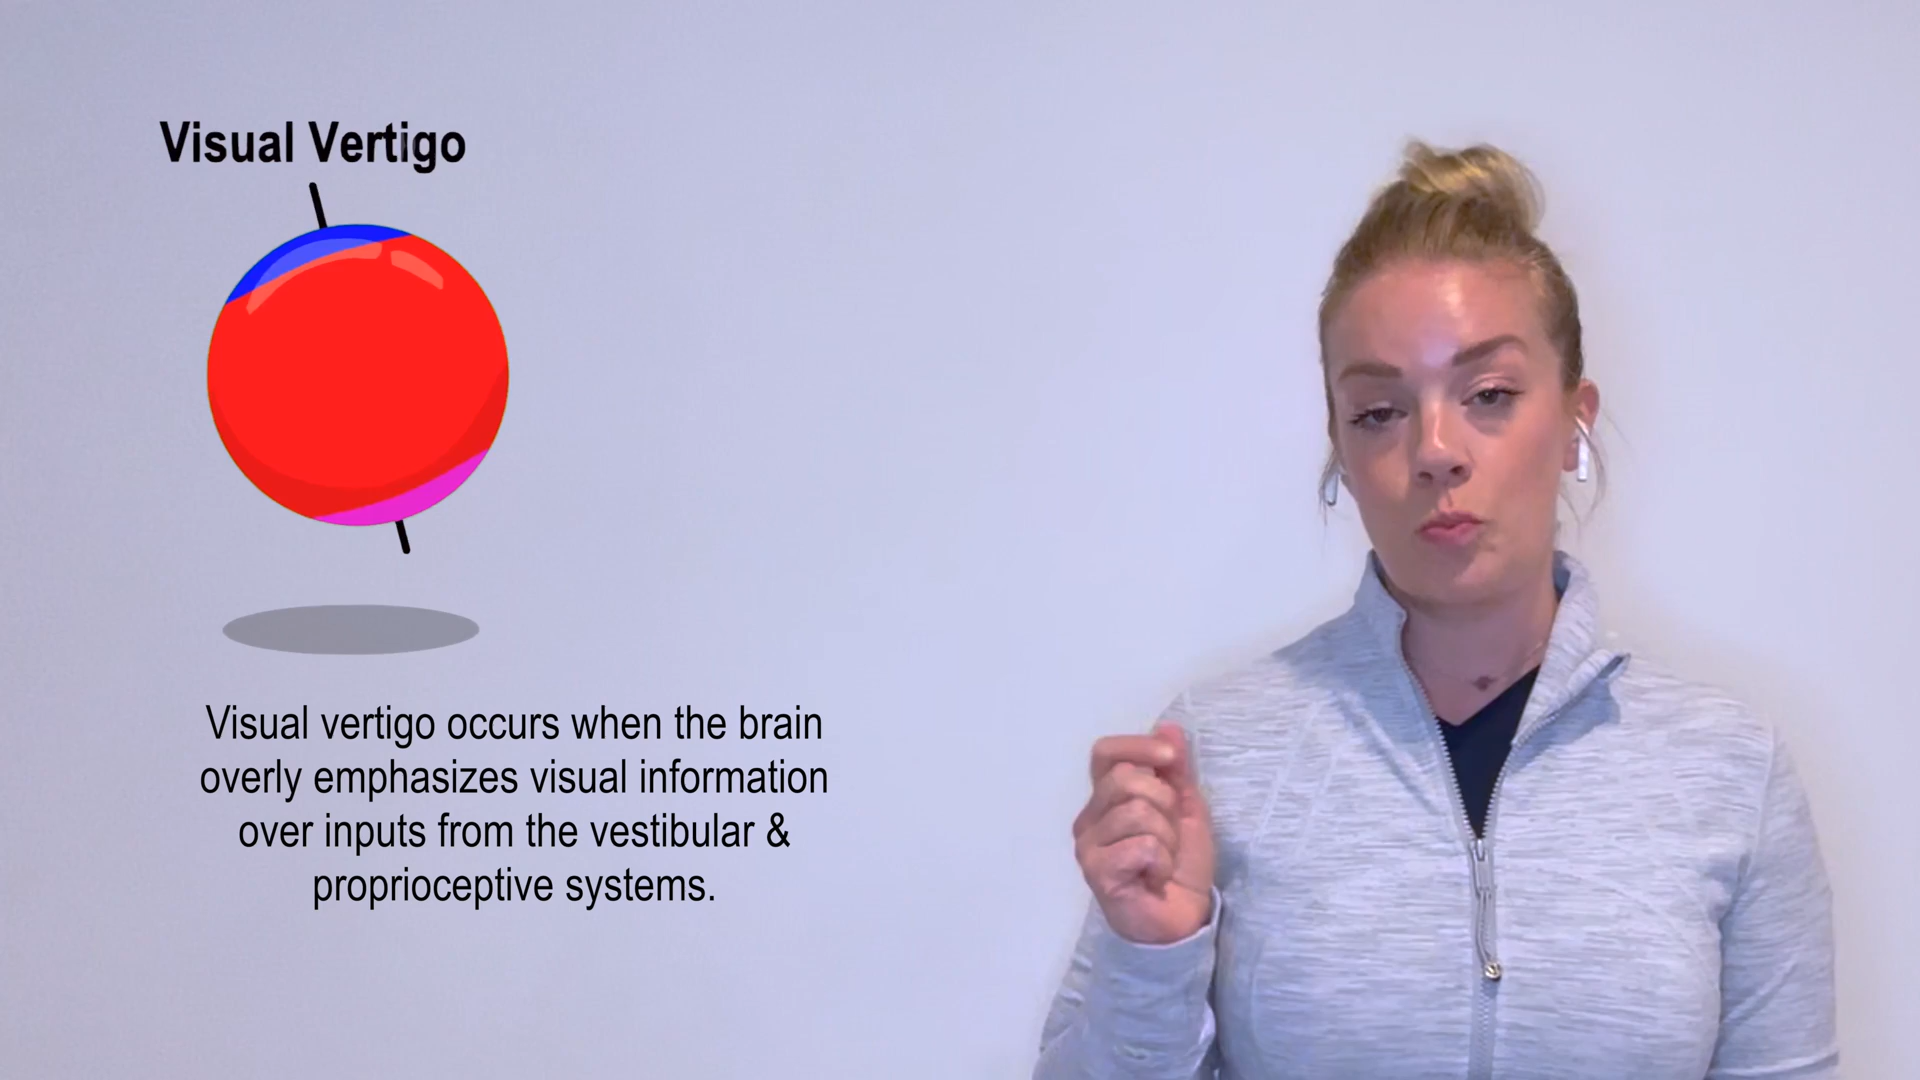 Visual Vertigo
Visual vertigo occurs when the brain
overly emphasizes visual information
over inputs from the vestibular &
proprioceptive systems.